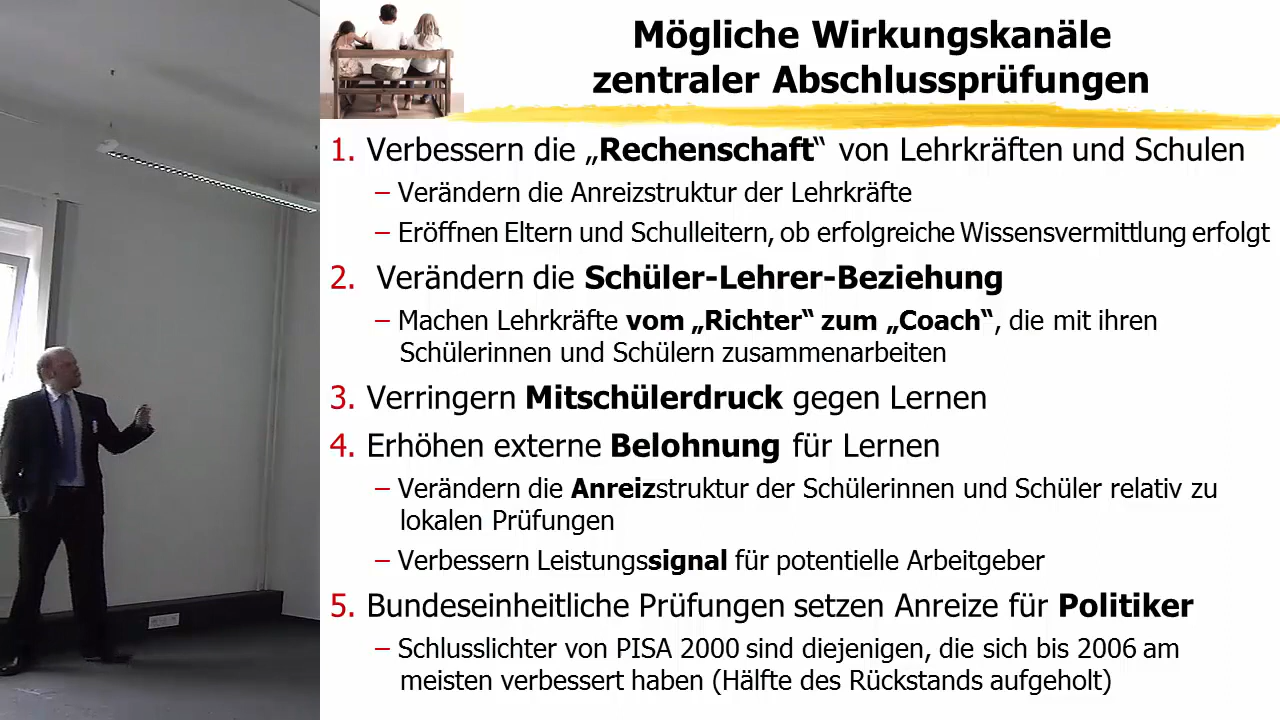 Mögliche Wirkungskanäle
zentraler Abschlussprüfungen
1. Verbessern die „Rechenschaft“ von Lehrkräften und Schulen
– Verändern die Anreizstruktur der Lehrkräfte
– Eröffnen Eltern und Schulleitern, ob erfolgreiche Wissensvermittlung erfolgt
2. Verändern die Schüler-Lehrer-Beziehung
– Machen Lehrkräfte vom „Richter“ zum „Coach“, die mit ihren
Schülerinnen und Schülern zusammenarbeiten
3. Verringern Mitschülerdruck gegen Lernen
4. Erhöhen externe Belohnung für Lernen
– Verändern die Anreizstruktur der Schülerinnen und Schüler relativ zu
lokalen Prüfungen
– Verbessern Leistungssignal für potentielle Arbeitgeber
5. Bundeseinheitliche Prüfungen setzen Anreize für Politiker
– Schlusslichter von PISA 2000 sind diejenigen, die sich bis 2006 am
meisten verbessert haben (Hälfte des Rückstands aufgeholt)